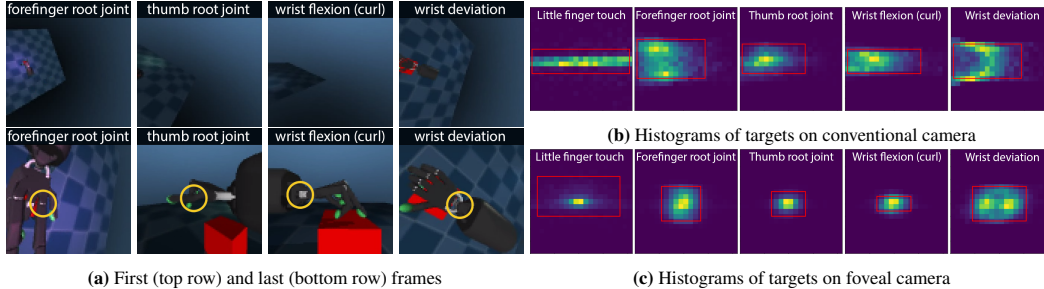 forefinger root joint
thumb root joint
wrist flexion (curl)
wrist deviation
forefinger root joint
thumb root joint
wrist flexion (curl)
wrist deviation
(a) First (top row) and last (bottom row) frames
Little finger touch
Forefinger root joint
Thumb root joint
Wrist flexion (curl)
Wrist deviation
(b) Histograms of targets on conventional camera
Little finger touch
Forefinger root joint
Thumb root joint
Wrist flexion (curl)
Wrist deviation
(c) Histograms of targets on foveal camera